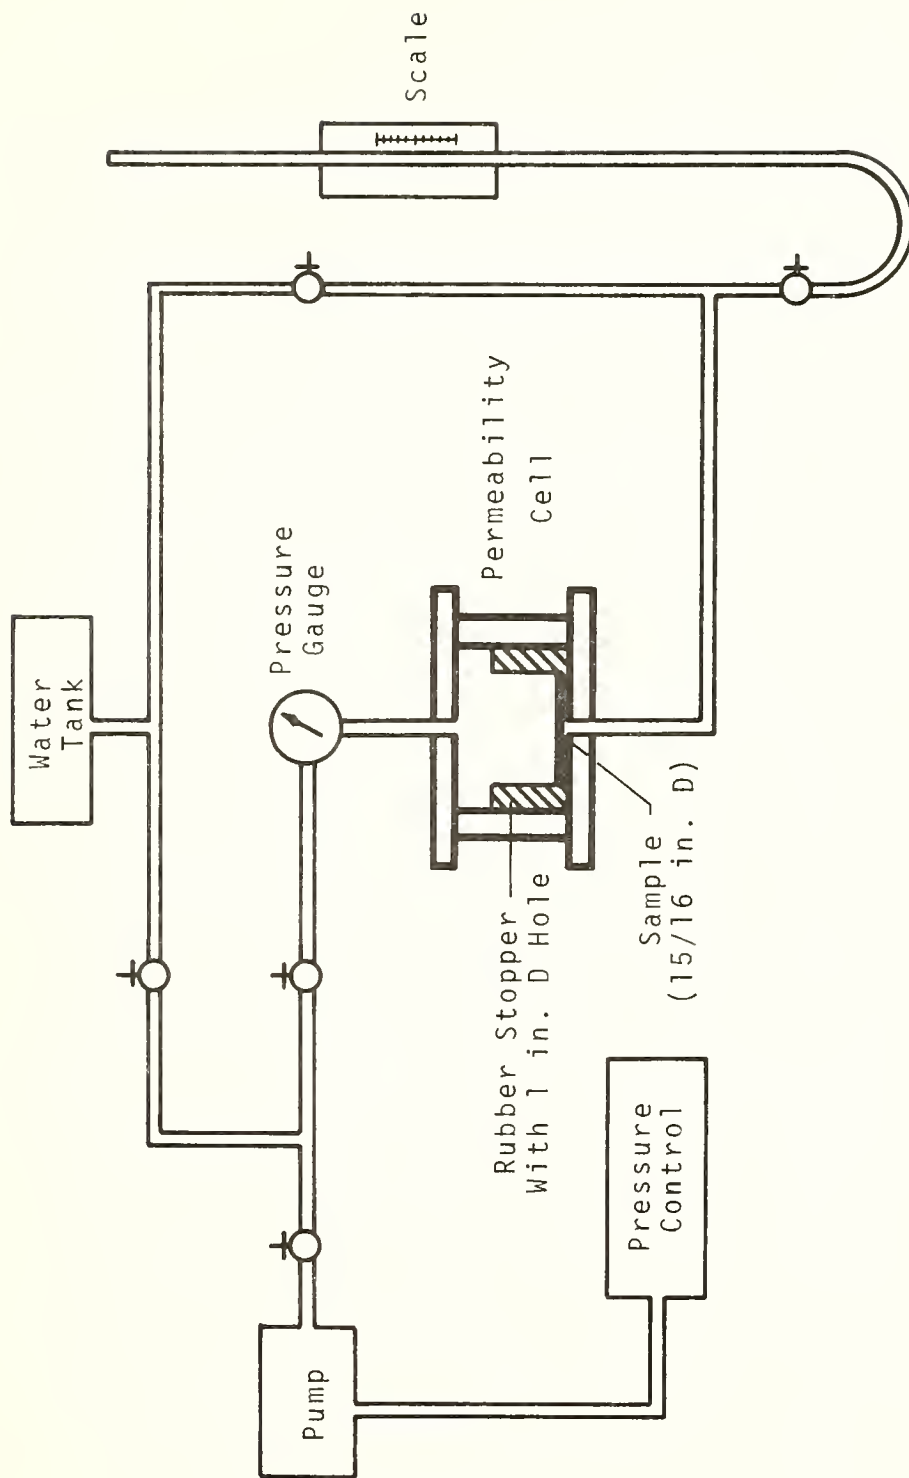 Water
Tank
Scale
Pressure
Gauge
Permeability
Cell
Pump
Rubber Stopper
With 1 in. D Hole
Sample
(15/16 in. D)
Pressure
Control